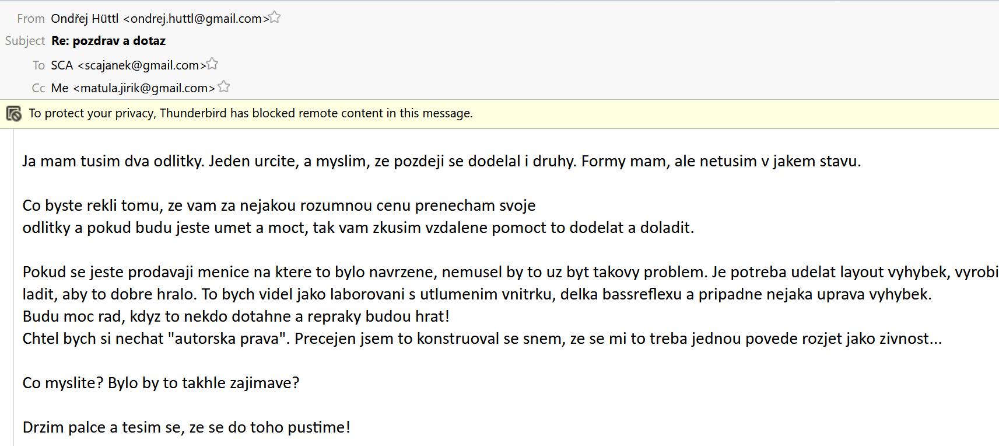 From Ondřej Hüttl <ondrej.huttl@gmail.com>
Subject Re: pozdrav a dotaz
To SCA <scajanek@gmail.com>
Cc Me <matula.jirik@gmail.com>
To protect your privacy, Thunderbird has blocked remote content in this message.
Ja mam tusim dva odlitky. Jeden urcite, a myslim, ze pozdeji se dodelal i druhy. Formy mam, ale netusim v jakem stavu.
Co byste rekli tomu, ze vam za nejakou rozumnou cenu prenecham svoje
odlitky a pokud budu jeste umet a moct, tak vam zkusim vzdalene pomoct to dodelat a doladit.
Pokud se jeste prodavaji menice na ktere to bylo navrzene, nemusel by to uz byt takovy problem. Je potreba udelat layout vyhybek, vyrobi
ladit, aby to dobre hralo. To bych videl jako laborovani s utlumenim vnitrku, delka bassreflexu a pripadne nejaka uprava vyhybek.
Budu moc rad, kdyz to nekdo dotahne a repraky budou hrat!
Chtel bych si nechat "autorska prava". Precejen jsem to konstruoval se snem, ze se mi to treba jednou povede rozjet jako zivnost...
Co myslite? Bylo by to takhle zajimave?
Drzim palce a tesim se, ze se do toho pustime!